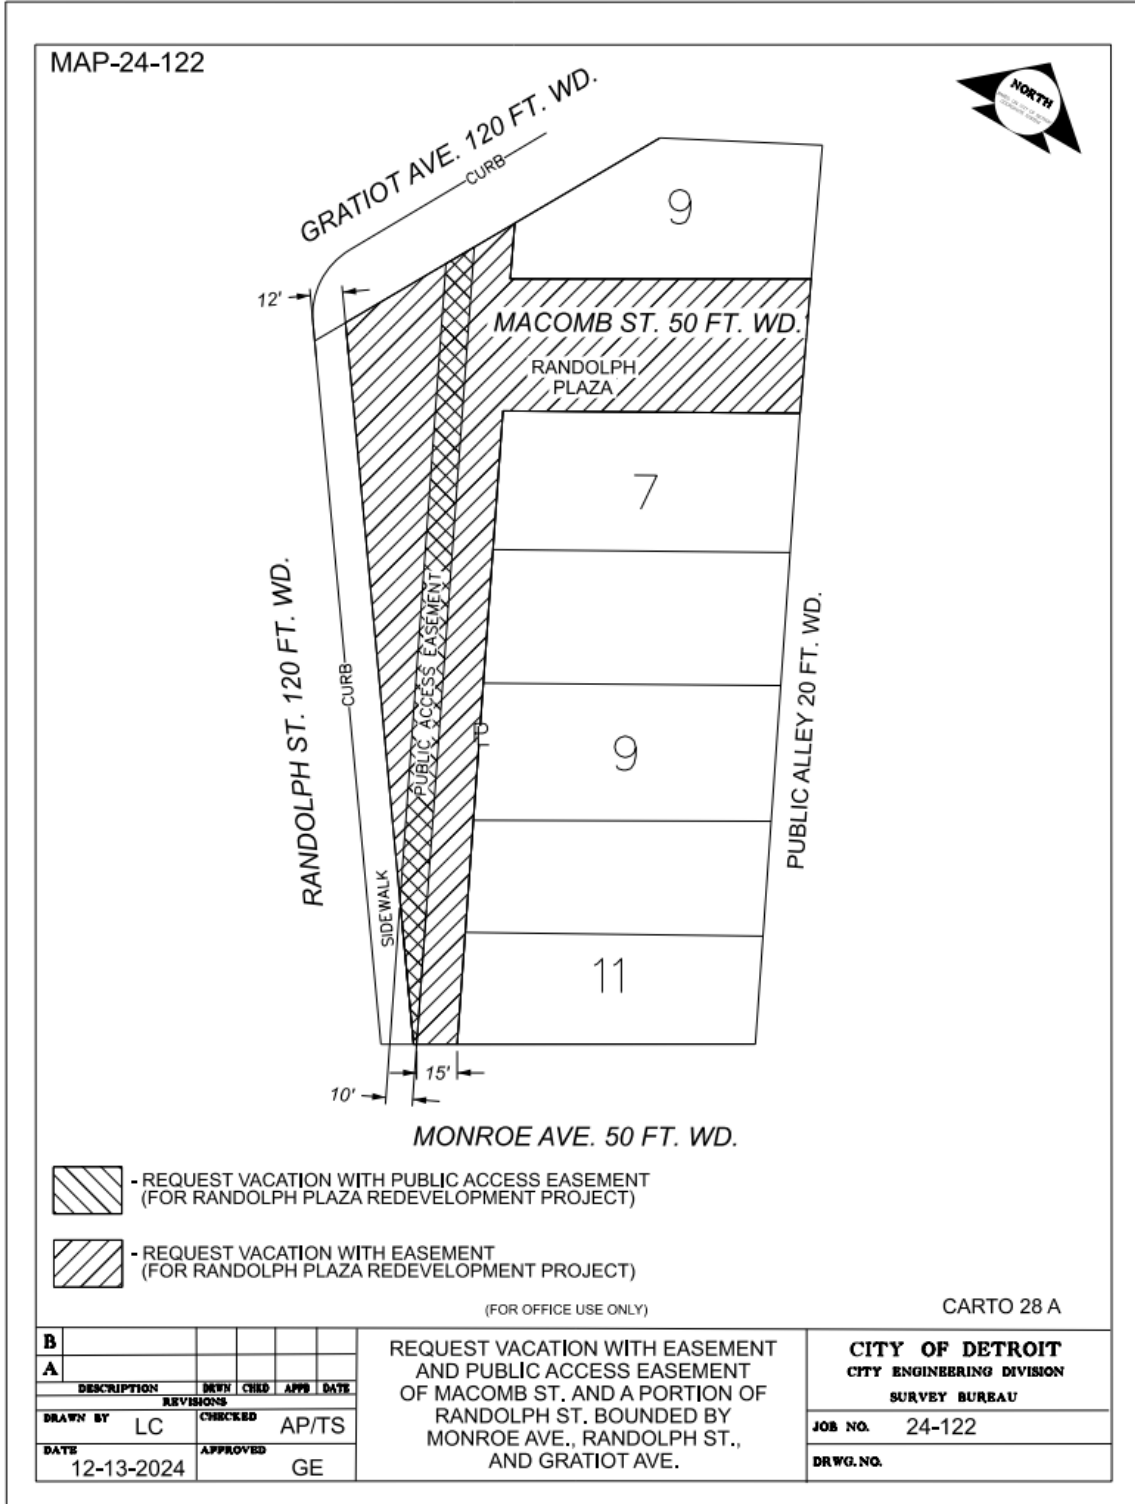 MAP-24-122
NORTH
GRATIOT AVE. 120 FT. WD.
CURB
9
12'
MACOMB ST. 50 FT. WD.
RANDOLPH
PLAZA
7
PUBLIC ACCESS EASEMENT
RANDOLPH ST. 120 FT. WD.
CURB
PUBLIC ALLEY 20 FT. WD.
9
SIDEWALK
11
15'
10'
MONROE AVE. 50 FT. WD.
- REQUEST VACATION WITH PUBLIC ACCESS EASEMENT
(FOR RANDOLPH PLAZA REDEVELOPMENT PROJECT)
- REQUEST VACATION WITH EASEMENT
(FOR RANDOLPH PLAZA REDEVELOPMENT PROJECT)
(FOR OFFICE USE ONLY)
CARTO 28 A
B
A
DESCRIPTION DRWN CHKD APPD DATE
REVISIONS
DRAWN BY LC CHECKED AP/TS
DATE 12-13-2024 APPROVED GE
REQUEST VACATION WITH EASEMENT
AND PUBLIC ACCESS EASEMENT
OF MACOMB ST. AND A PORTION OF
RANDOLPH ST. BOUNDED BY
MONROE AVE., RANDOLPH ST.,
AND GRATIOT AVE.
CITY OF DETROIT
CITY ENGINEERING DIVISION
SURVEY BUREAU
JOB NO. 24-122
DRWG. NO.